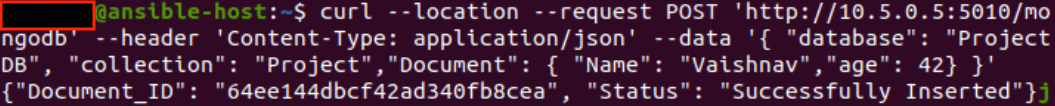 @ansible-host:~$ curl --location --request POST 'http://10.5.0.5:5010/mo
ngodb' --header 'Content-Type: application/json' --data '{ "database": "Project
DB", "collection": "Project","Document": { "Name": "Vaishnav","age": 42} }'
{"Document_ID": "64ee144dbcf42ad340fb8cea", "Status": "Successfully Inserted"}j